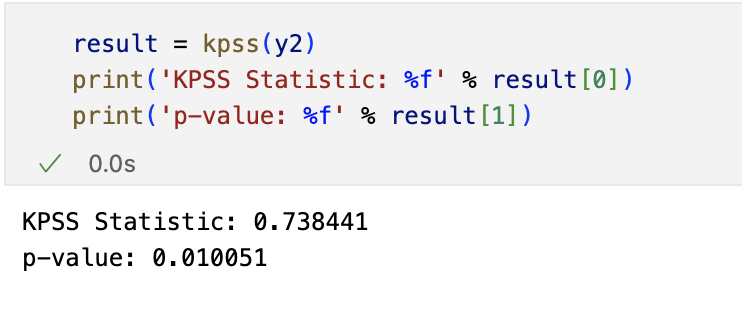 result = kpss(y2)
print('KPSS Statistic: %f' % result[0])
print('p-value: %f' % result[1])
0.0s
KPSS Statistic: 0.738441
p-value: 0.010051